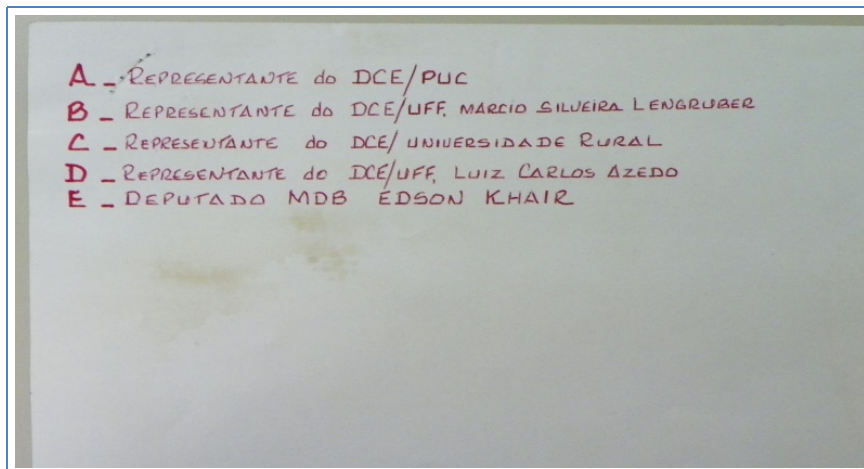 A - REPRESENTANTE do DCE/PUC
B - REPRESENTANTE do DCE/UFF, MÁRCIO SILVEIRA LENGRUBER
C - REPRESENTANTE do DCE/UNIVERSIDADE RURAL
D - REPRESENTANTE do DCE/UFF, LUIZ CARLOS AZEDO
E - DEPUTADO MDB EDSON KHAIR